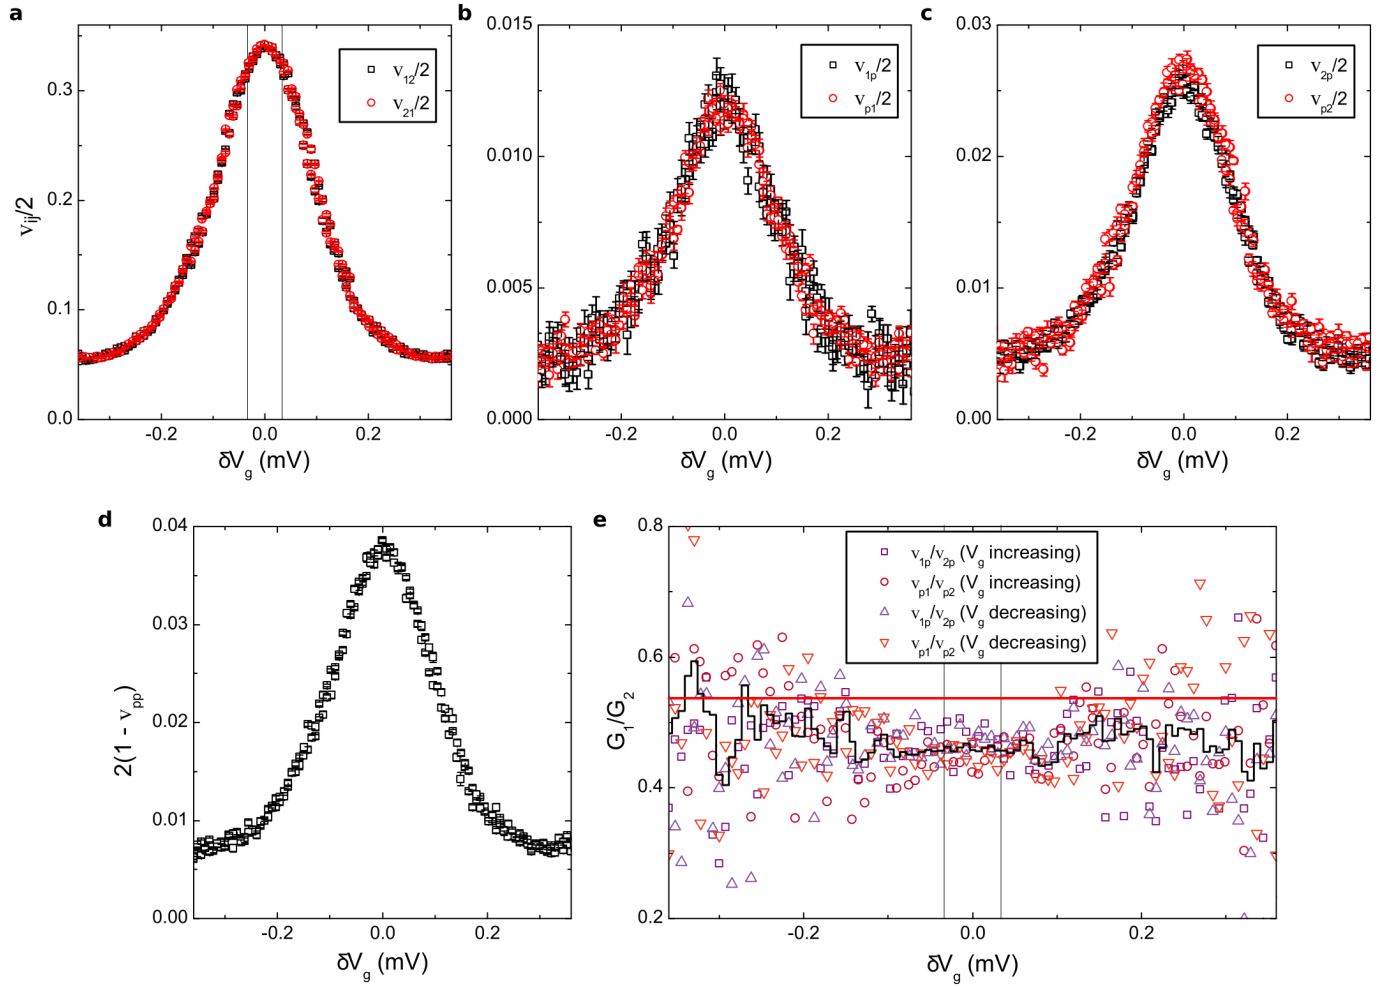 a
b
c
0.3
0.2
0.1
0.0
v_ij/2
v_12/2
v_21/2
-0.2
0.0
0.2
δV_g (mV)
0.015
0.010
0.005
0.000
v_1p/2
v_p1/2
-0.2
0.0
0.2
δV_g (mV)
0.03
0.02
0.01
0.00
v_2p/2
v_p2/2
-0.2
0.0
0.2
δV_g (mV)
d
0.04
0.03
0.02
0.01
0.00
2(1 - v_pp)
-0.2
0.0
0.2
δV_g (mV)
e
0.8
0.6
0.4
0.2
G_1/G_2
v_1p/v_2p (V_g increasing)
v_p1/v_p2 (V_g increasing)
v_1p/v_2p (V_g decreasing)
v_p1/v_p2 (V_g decreasing)
-0.2
0.0
0.2
δV_g (mV)